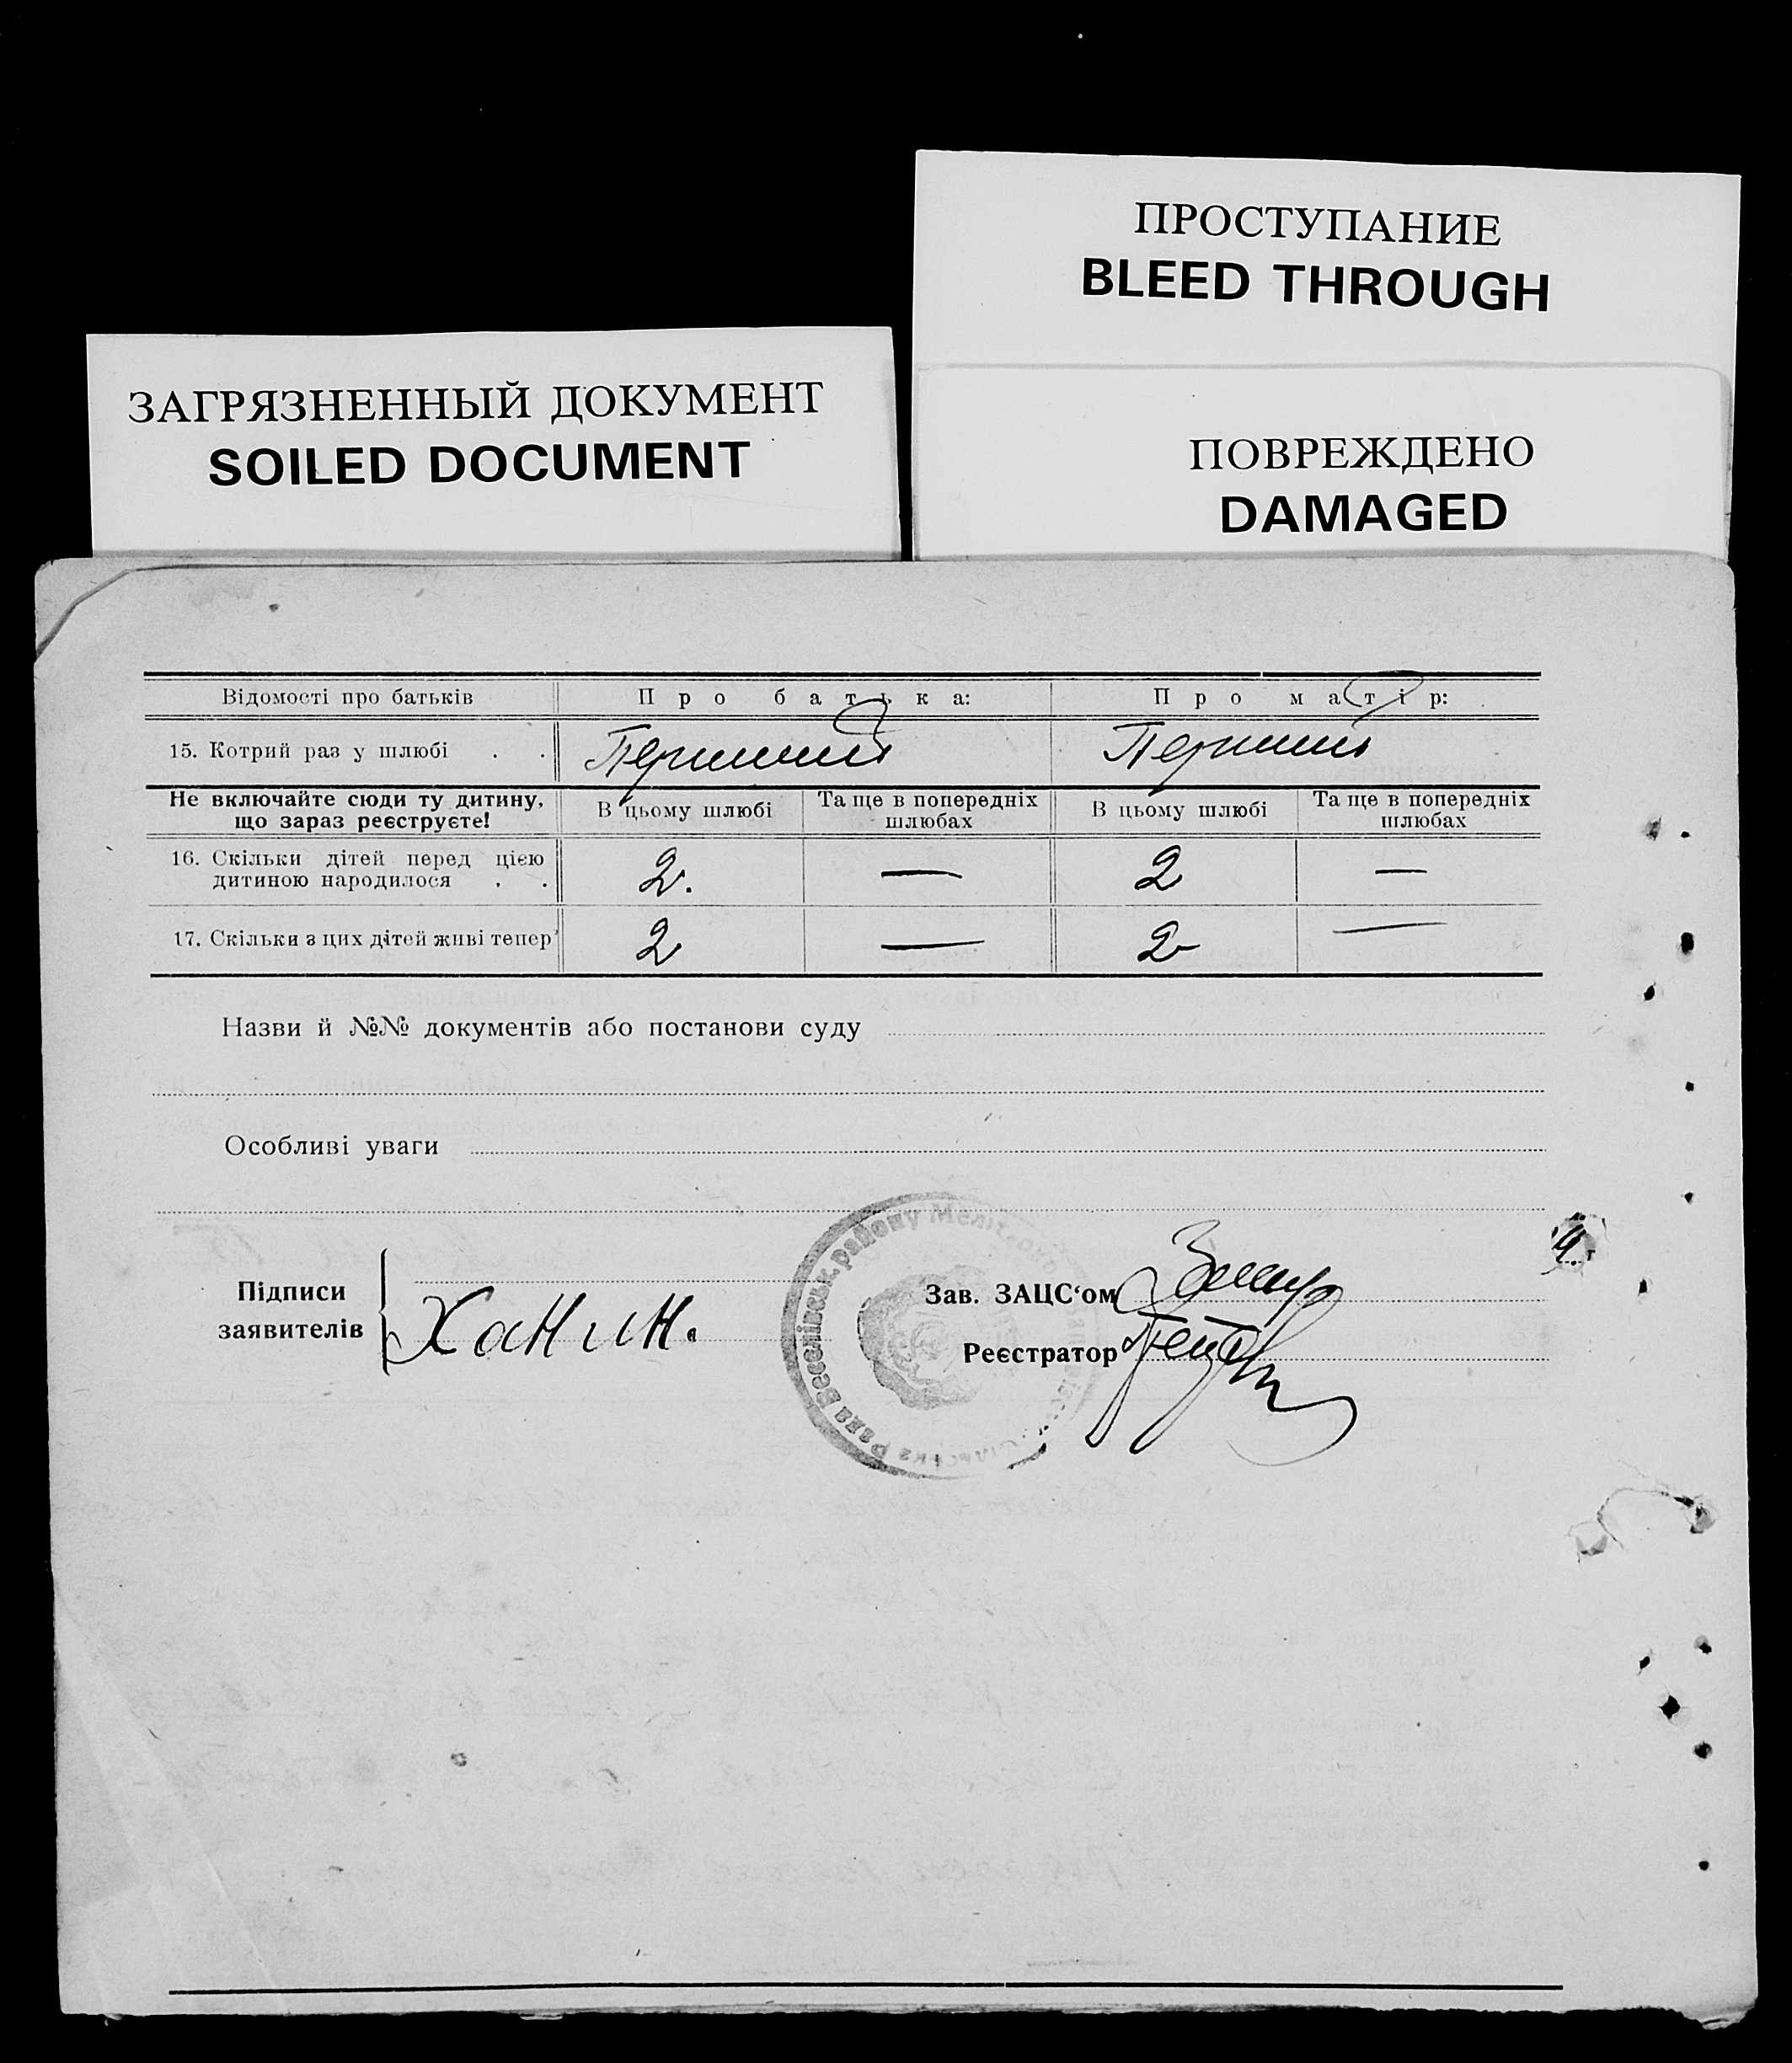 ПРОСТУПАНИЕ
BLEED THROUGH
ЗАГРЯЗНЕННЫЙ ДОКУМЕНТ
SOILED DOCUMENT
ПОВРЕЖДЕНО
DAMAGED
Відомості про батьків Про батька: Про матір:
15. Котрий раз у шлюбі . . Перший Перший
Не включайте сюди ту дитину, що зараз реєструєте! В цьому шлюбі Та ще в попередніх шлюбах В цьому шлюбі Та ще в попередніх шлюбах
16. Скільки дітей перед цією
дитиною народилося . . 2. — 2 —
17. Скільки з цих дітей живі тепер 2 — 2 —
Назви й №№ документів або постанови суду
Особливі уваги
Підписи
заявителів Ханин.
Рада Веселівськ. району
Зав. ЗАЦС‘ом
Реєстратор